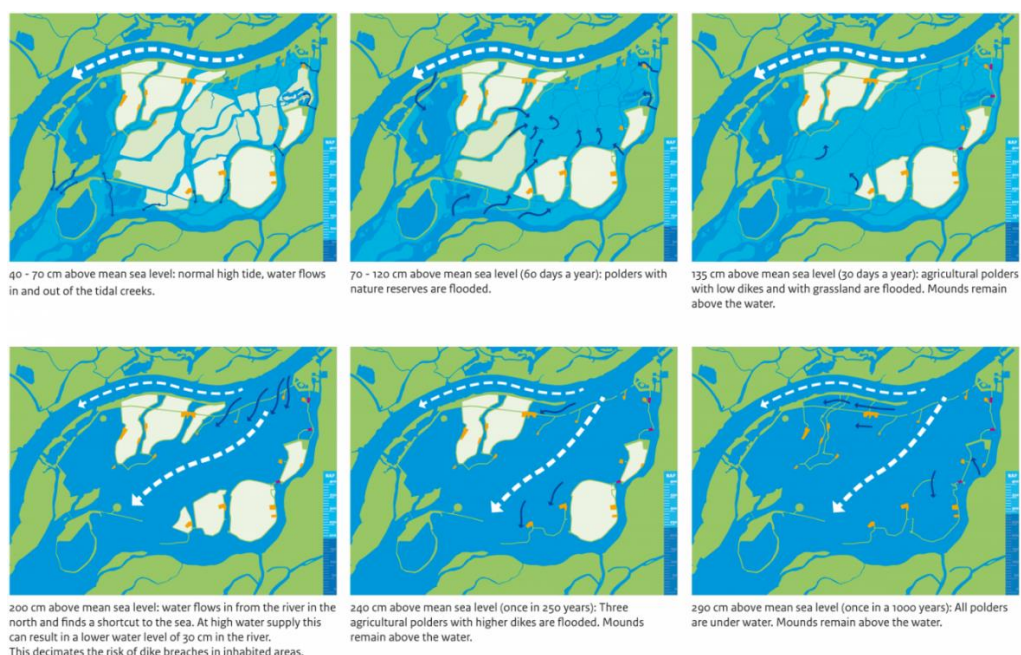 40 - 70 cm above mean sea level: normal high tide, water flows
in and out of the tidal creeks.
70 - 120 cm above mean sea level (60 days a year): polders with
nature reserves are flooded.
135 cm above mean sea level (30 days a year): agricultural polders
with low dikes and with grassland are flooded. Mounds remain
above the water.
200 cm above mean sea level: water flows in from the river in the
north and finds a shortcut to the sea. At high water supply this
can result in a lower water level of 30 cm in the river.
This decimates the risk of dike breaches in inhabited areas.
240 cm above mean sea level (once in 250 years): Three
agricultural polders with higher dikes are flooded. Mounds
remain above the water.
290 cm above mean sea level (once in a 1000 years): All polders
are under water. Mounds remain above the water.